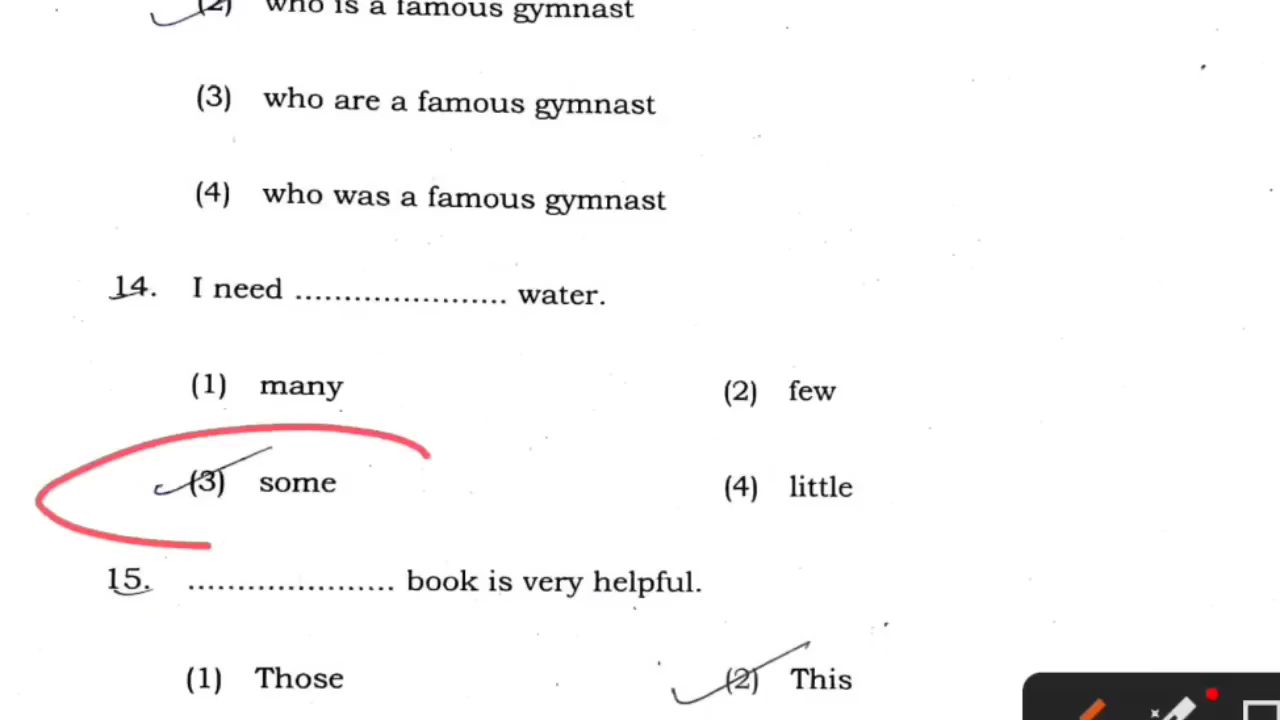 (2) who is a famous gymnast
(3) who are a famous gymnast
(4) who was a famous gymnast
14. I need ...................... water.
(1) many (2) few
(3) some (4) little
15. ..................... book is very helpful.
(1) Those (2) This